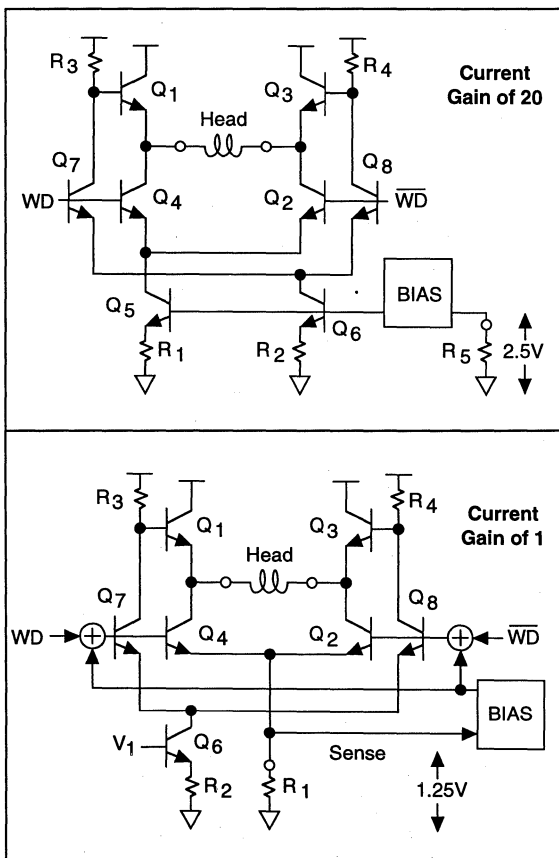 R3
R4
Q1
Q3
Current
Gain of 20
Head
Q7
Q8
WD
Q4
Q2
WD
Q5
Q6
BIAS
R1
R2
R5
2.5V
R3
R4
Q1
Q3
Current
Gain of 1
Head
Q7
Q8
WD
Q4
Q2
WD
BIAS
V1
Q6
Sense
R2
R1
1.25V